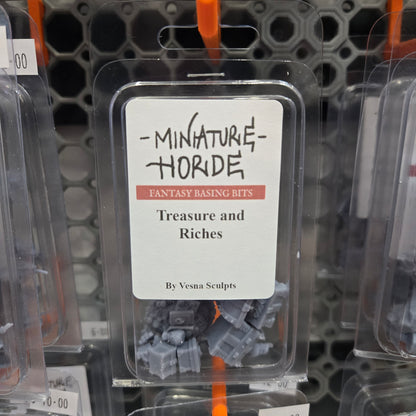 -MINIATURE-
HORDE
FANTASY BASING BITS
Treasure and
Riches
By Vesna Sculpts